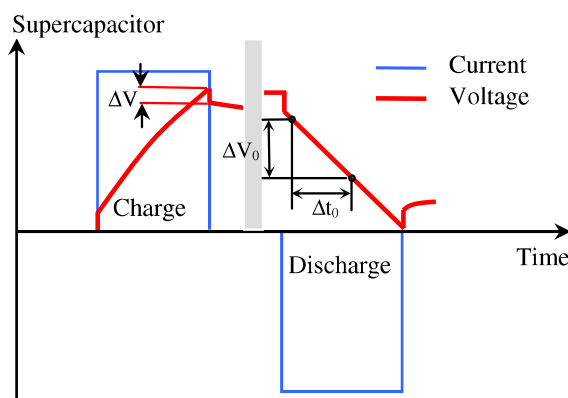 Supercapacitor
Current
Voltage
ΔV
ΔV₀
Charge
Δt₀
Time
Discharge